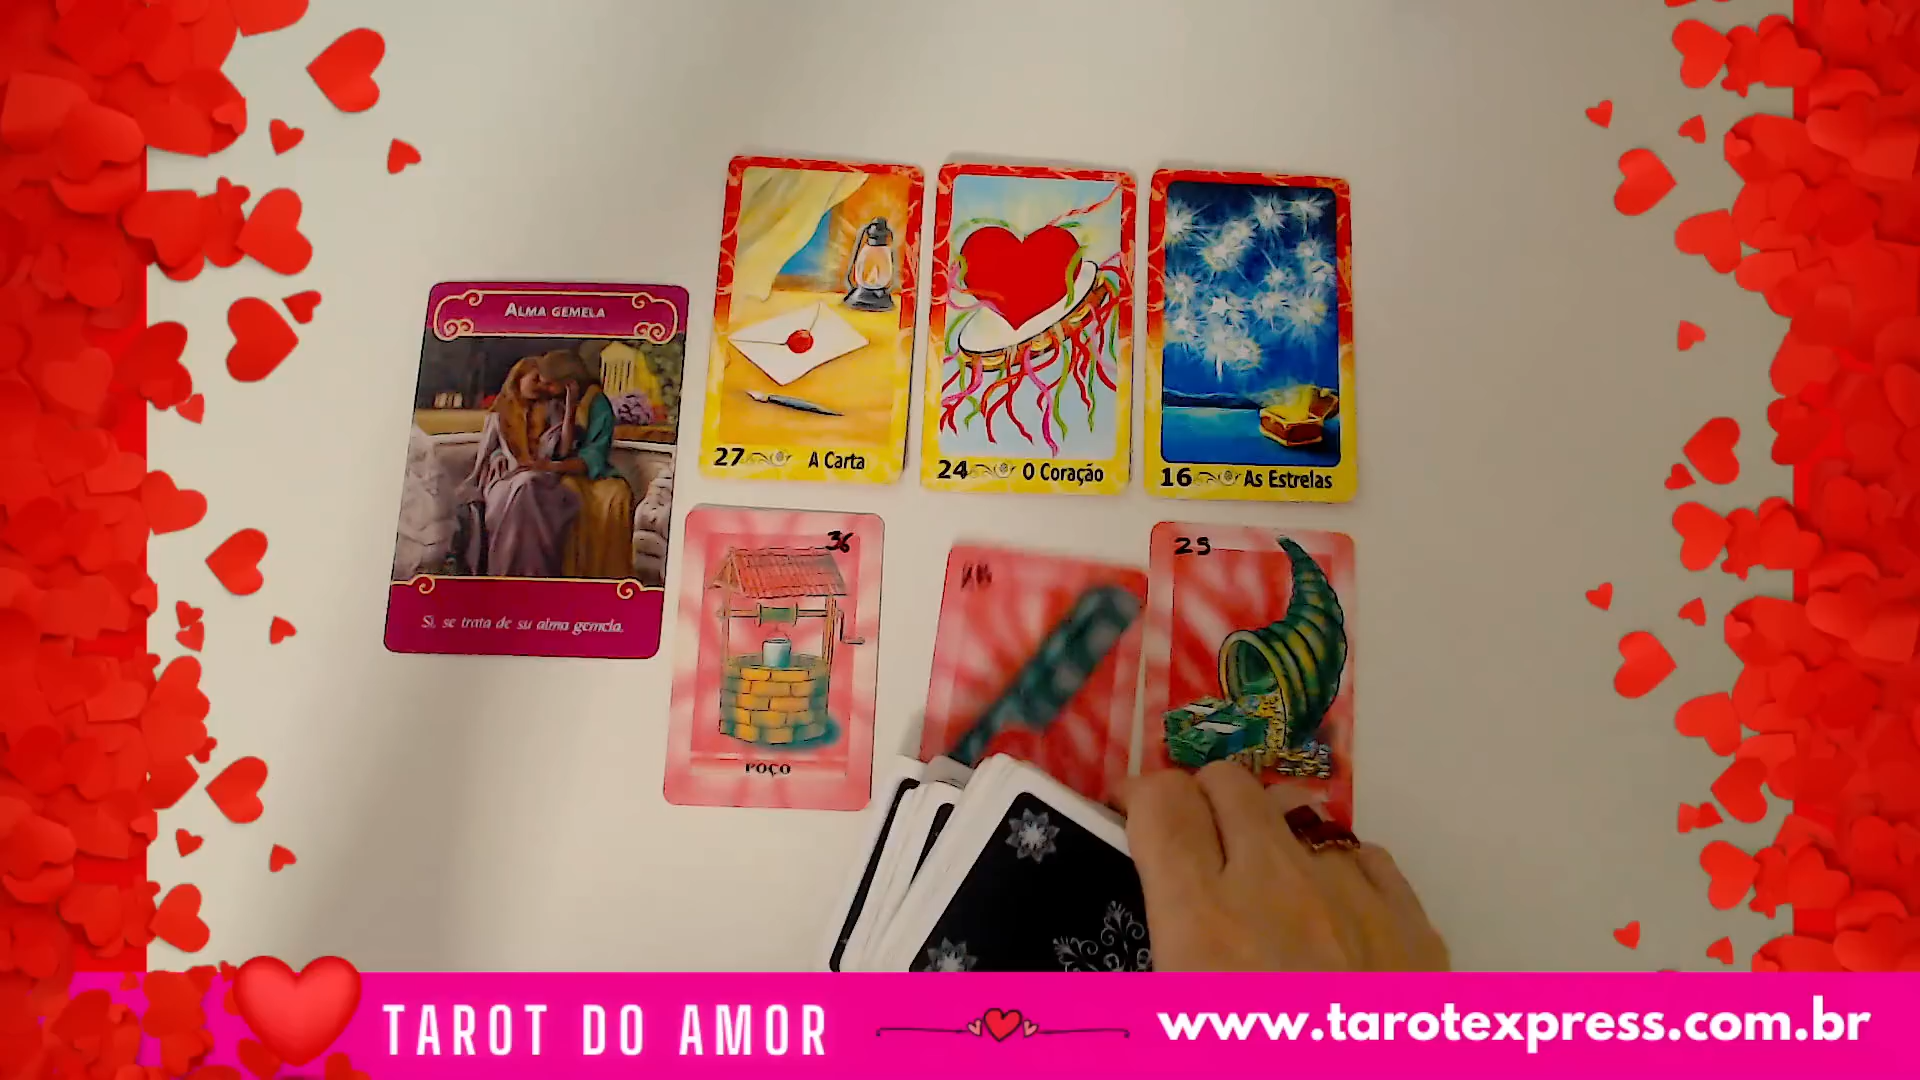 ALMA GEMELA
Si, se trata de su alma gemela.
27 A Carta
24 O Coração
16 As Estrelas
36
POÇO
25
TAROT DO AMOR
www.tarotexpress.com.br